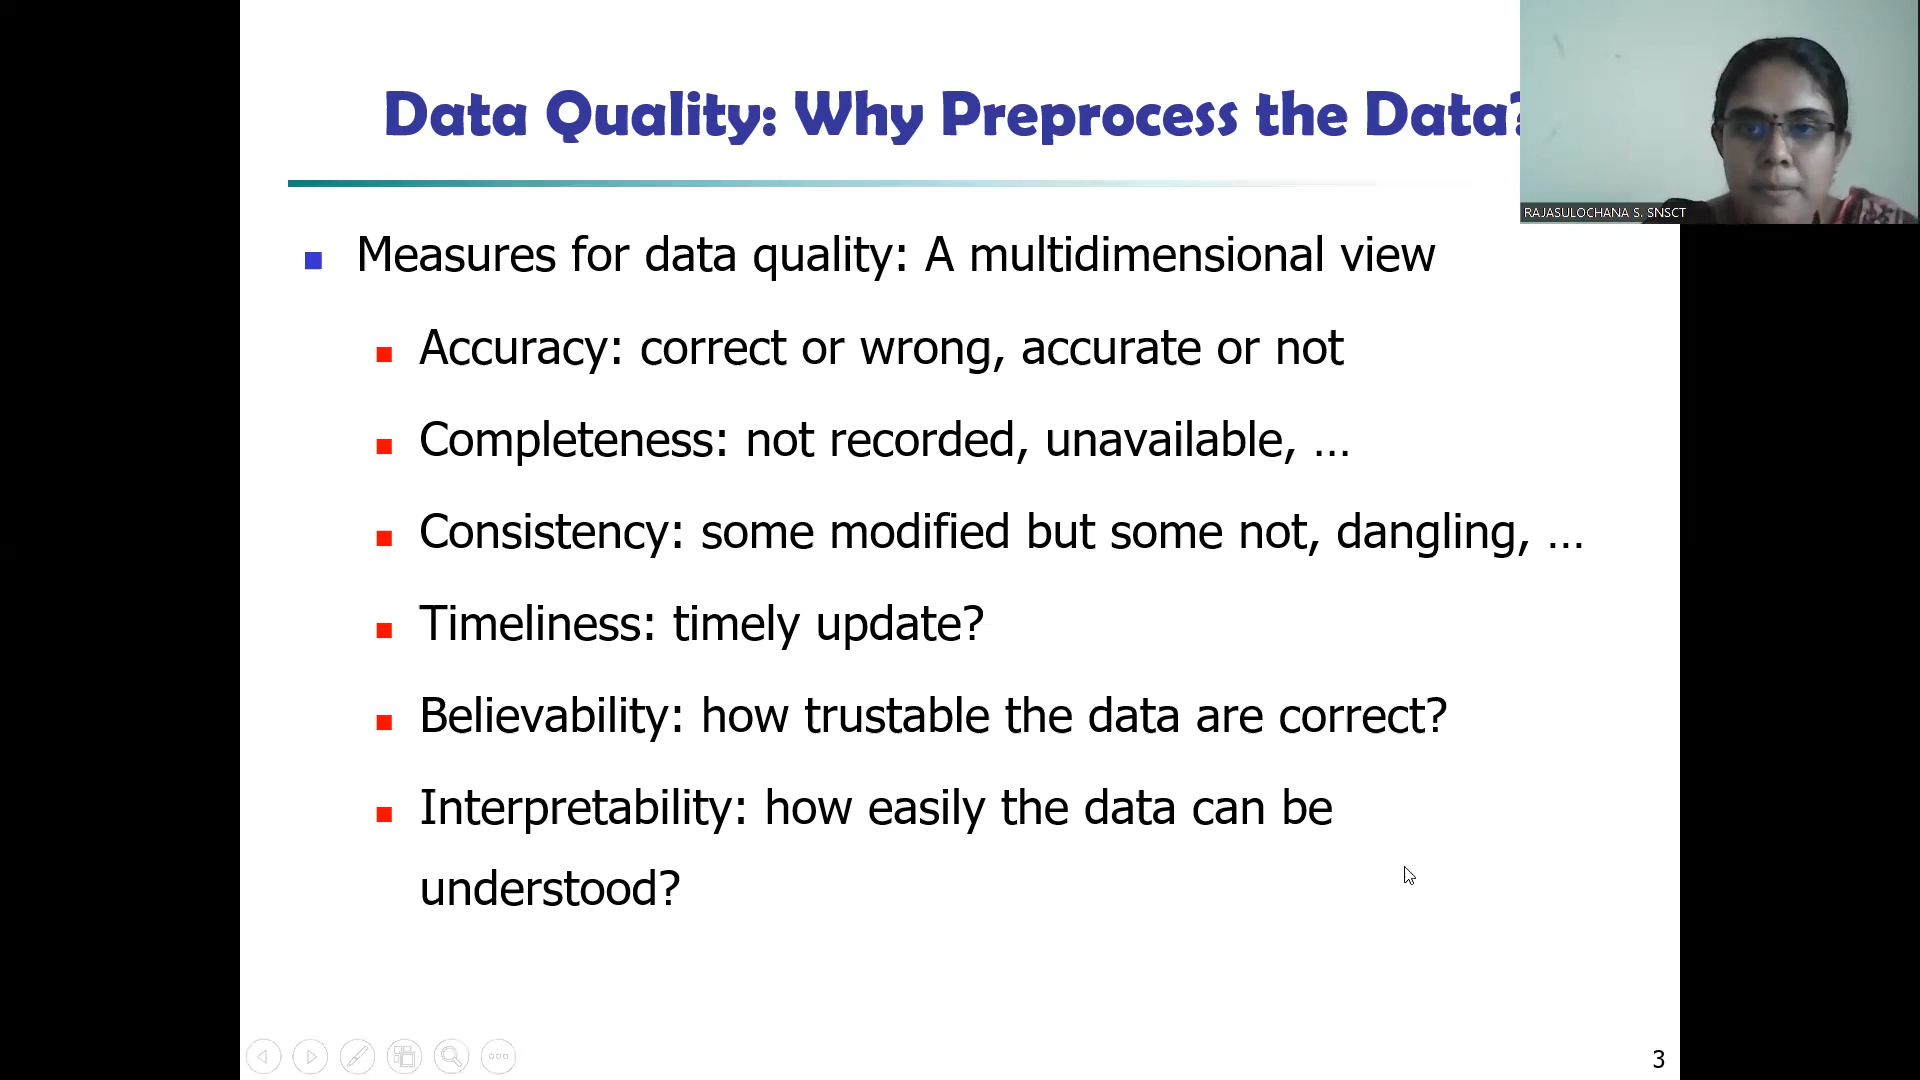 Data Quality: Why Preprocess the Data?
RAJASULOCHANA S. SNSCT
Measures for data quality: A multidimensional view
Accuracy: correct or wrong, accurate or not
Completeness: not recorded, unavailable, …
Consistency: some modified but some not, dangling, …
Timeliness: timely update?
Believability: how trustable the data are correct?
Interpretability: how easily the data can be
understood?
3